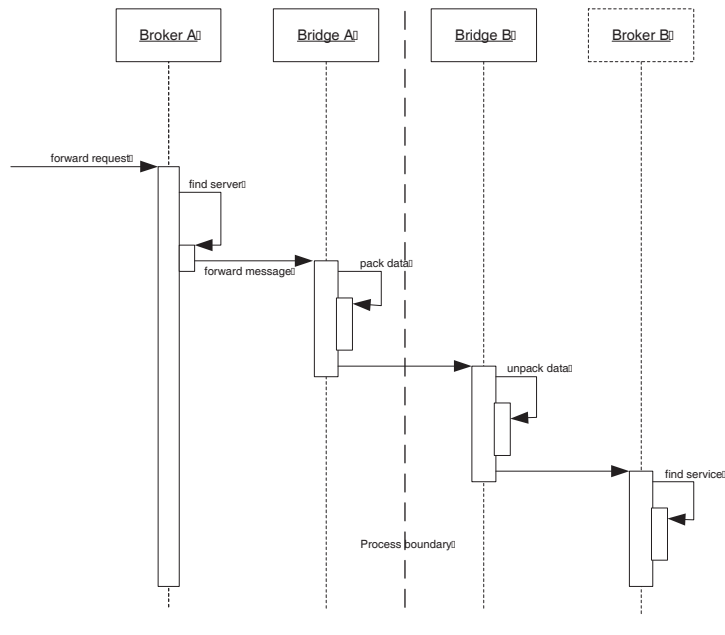 Broker A
Bridge A
Bridge B
Broker B
forward request
find server
forward message
pack data
unpack data
find service
Process boundary